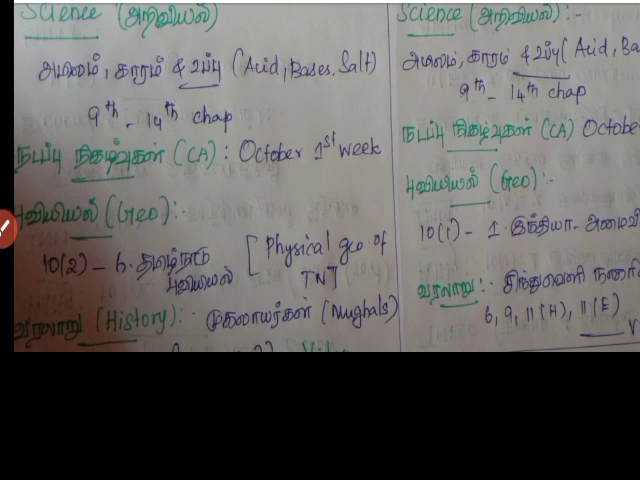 Science (அறிவியல்)
அமிலம், காரம் & உப்பு (Acid, Bases, Salt)
9th - 14th chap
நடப்பு நிகழ்வுகள் (CA) : October 1st week
புவியியல் (Geo) :-
10(2) - 6. தமிழ்நாடு புவியியல் [Physical geo of TN]
வரலாறு (History) :- முகலாயர்கள் (Mughals)
Science (அறிவியல்) :-
அமிலம், காரம் & உப்பு ( Acid, Ba
9th - 14th chap
நடப்பு நிகழ்வுகள் (CA) Octobe
புவியியல் (Geo) :-
10(1) - 1. இந்தியா - அமைவி
வரலாறு :- சிந்துவெளி நாகரி
6, 9, 11(H), 11(E)